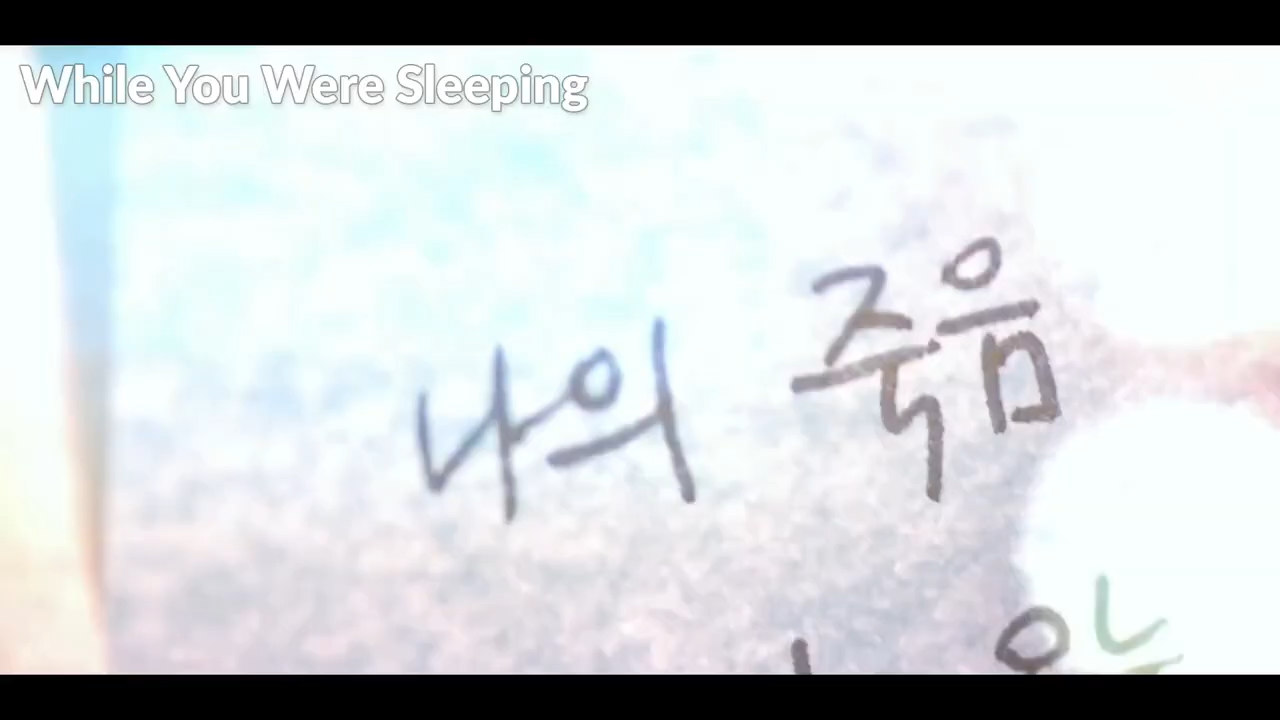 While You Were Sleeping
나의 죽음